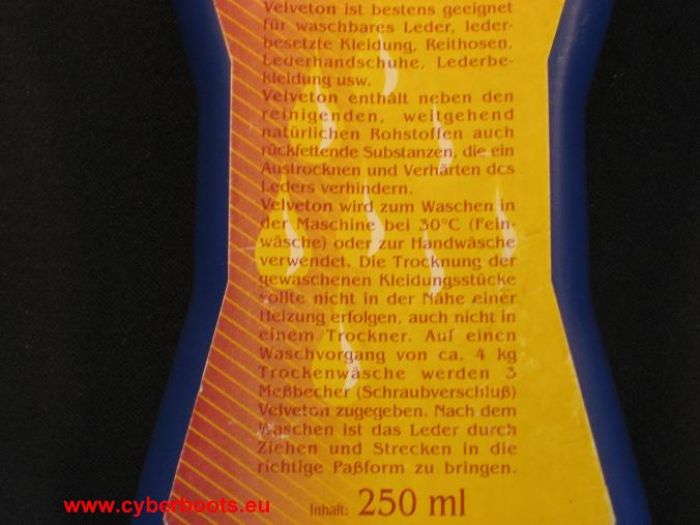 Velveton ist bestens geeignet
für waschbares Leder, leder-
besetzte Kleidung, Reithosen,
Lederhandschuhe, Lederbe-
kleidung usw.
Velveton enthält neben den
reinigenden, weitgehend
natürlichen Rohstoffen auch
rückfettende Substanzen, die ein
Austrocknen und Verhärten des
Leders verhindern.
Velveton wird zum Waschen in
der Maschine bei 30°C (Fein-
wäsche) oder zur Handwäsche
verwendet. Die Trocknung der
gewaschenen Kleidungsstücke
sollte nicht in der Nähe einer
Heizung erfolgen, auch nicht in
einem Trockner. Auf einen
Waschvorgang von ca. 4 kg
Trockenwäsche werden 3
Meßbecher (Schraubverschluß)
Velveton zugegeben. Nach dem
Waschen ist das Leder durch
Ziehen und Strecken in die
richtige Paßform zu bringen.
Inhalt: 250 ml
www.cyberboots.eu